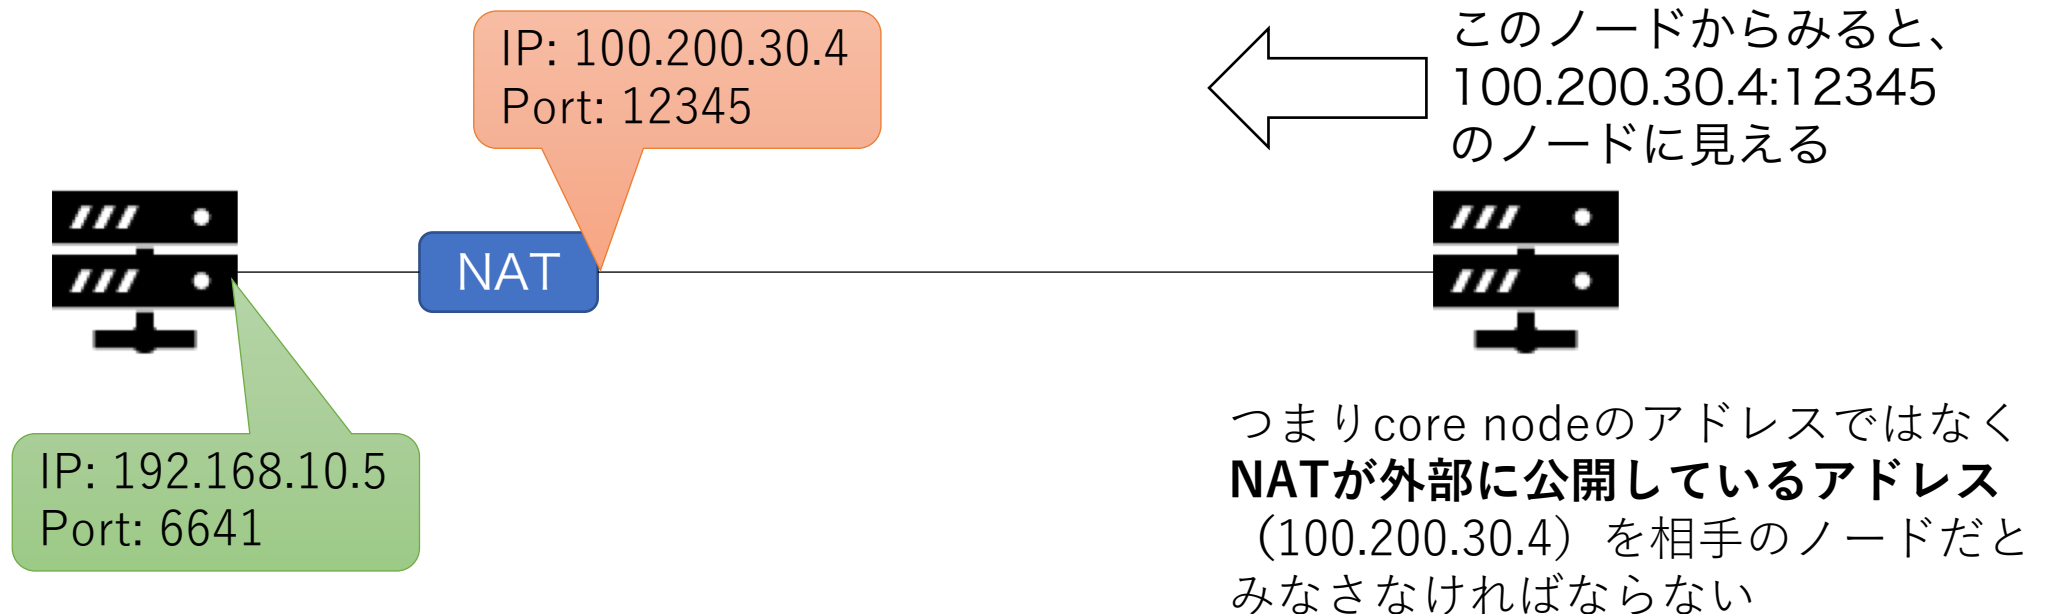 IP: 100.200.30.4
Port: 12345
このノードからみると、
100.200.30.4:12345
のノードに見える
NAT
IP: 192.168.10.5
Port: 6641
つまりcore nodeのアドレスではなく
NATが外部に公開しているアドレス
（100.200.30.4）を相手のノードだと
みなさなければならない